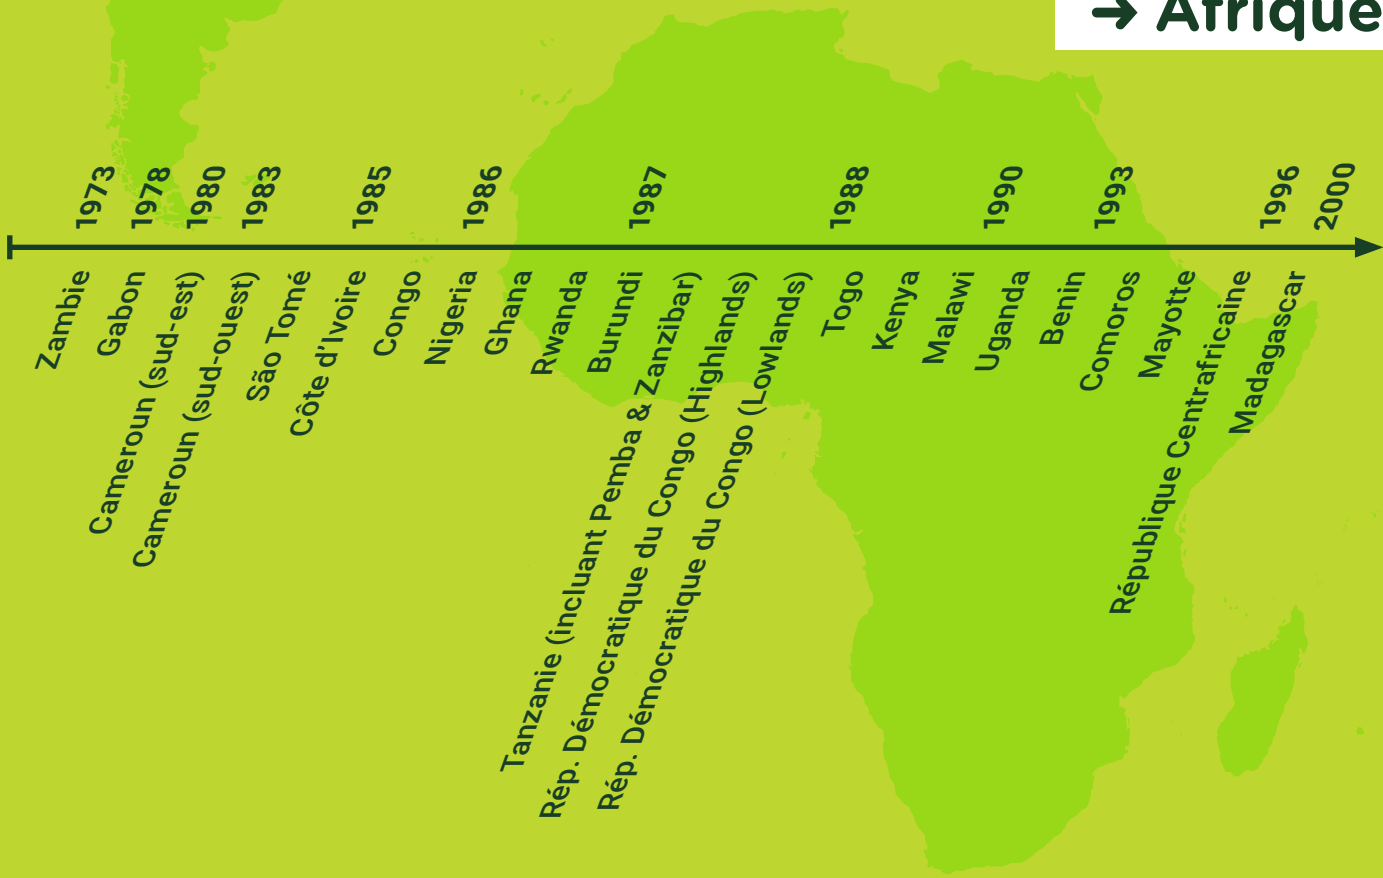 → Afrique
1973
1978
1980
1983
1985
1986
1987
1988
1990
1993
1996
2000
Zambie
Gabon
Cameroun (sud-est)
Cameroun (sud-ouest)
São Tomé
Côte d'Ivoire
Congo
Nigeria
Ghana
Rwanda
Burundi
Tanzanie (incluant Pemba & Zanzibar)
Rép. Démocratique du Congo (Highlands)
Rép. Démocratique du Congo (Lowlands)
Togo
Kenya
Malawi
Uganda
Benin
Comoros
Mayotte
République Centrafricaine
Madagascar